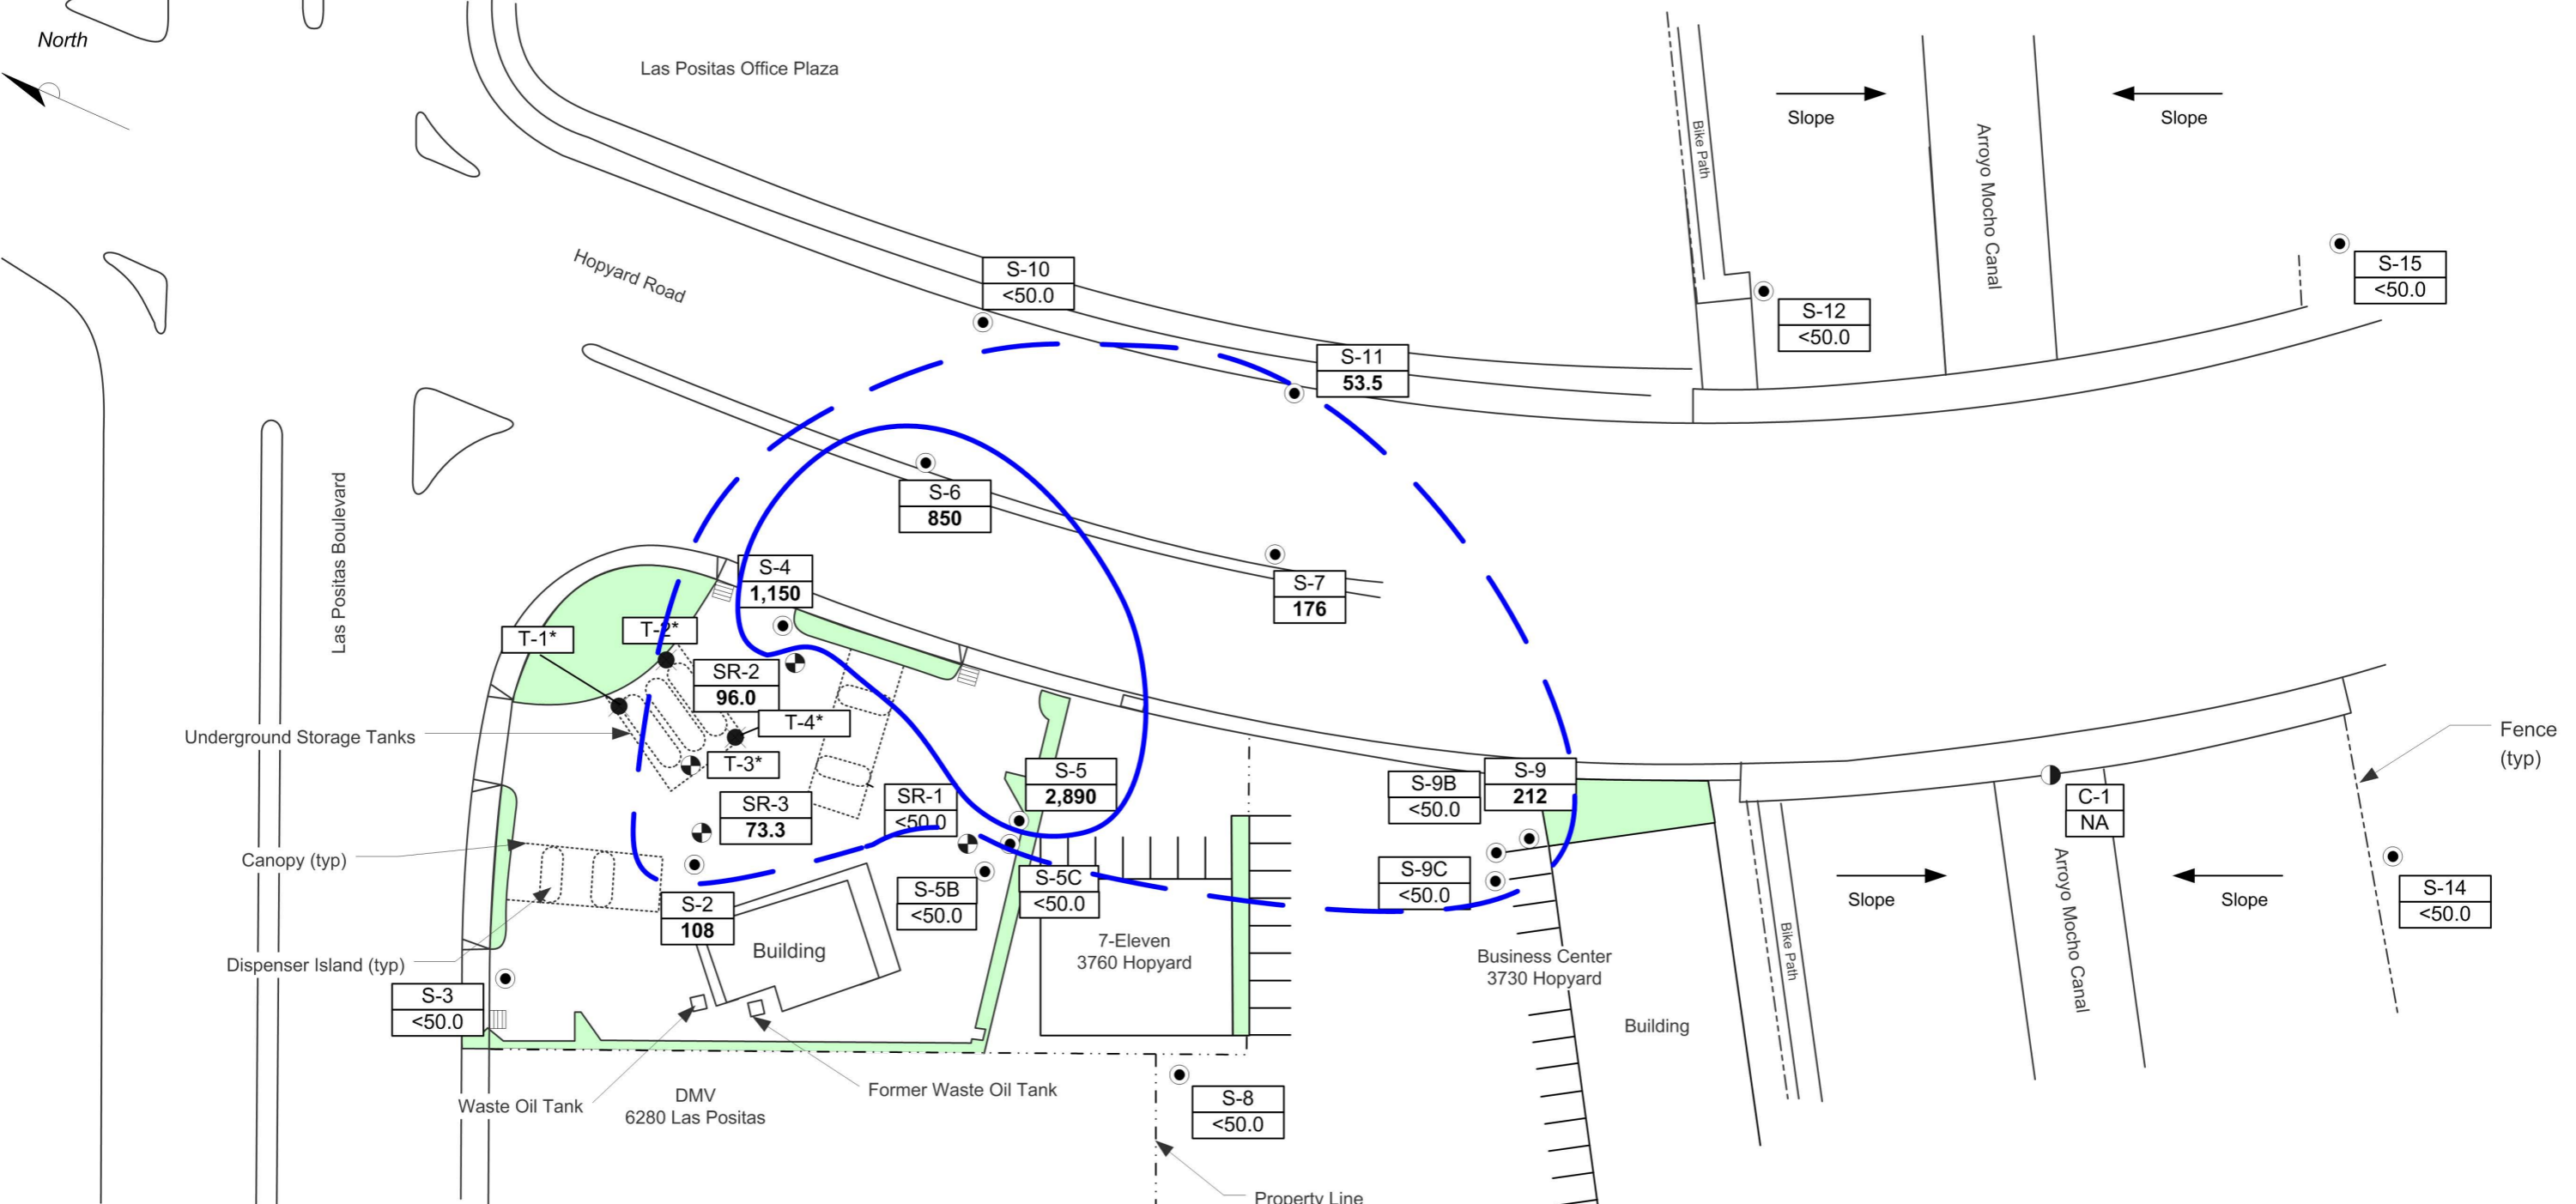 North
Las Positas Office Plaza
Slope
Slope
Bike Path
Arroyo Mocho Canal
Hopyard Road
S-10
<50.0
S-15
<50.0
S-12
<50.0
S-11
53.5
S-6
850
Las Positas Boulevard
S-4
1,150
S-7
176
T-1*
T-2*
SR-2
96.0
T-4*
Underground Storage Tanks
T-3*
Fence
(typ)
S-5
2,890
S-9B
<50.0
S-9
212
SR-1
<50.0
SR-3
73.3
C-1
NA
Canopy (typ)
S-9C
<50.0
S-5B
<50.0
S-5C
<50.0
Slope
Slope
S-14
<50.0
S-2
108
Arroyo Mocho Canal
Building
7-Eleven
3760 Hopyard
Bike Path
Business Center
3730 Hopyard
Dispenser Island (typ)
S-3
<50.0
Building
Waste Oil Tank
DMV
6280 Las Positas
Former Waste Oil Tank
S-8
<50.0
Property Line